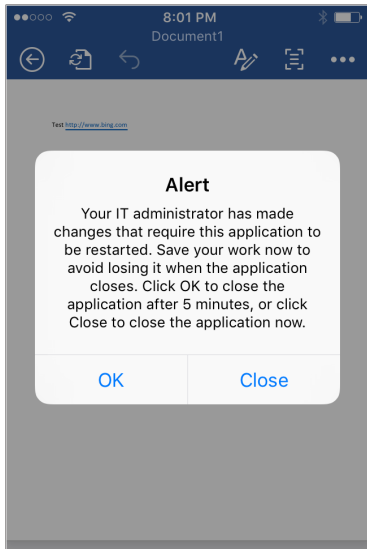 8:01 PM
Document1
Test http://www.bing.com
Alert
Your IT administrator has made
changes that require this application to
be restarted. Save your work now to
avoid losing it when the application
closes. Click OK to close the
application after 5 minutes, or click
Close to close the application now.
OK
Close